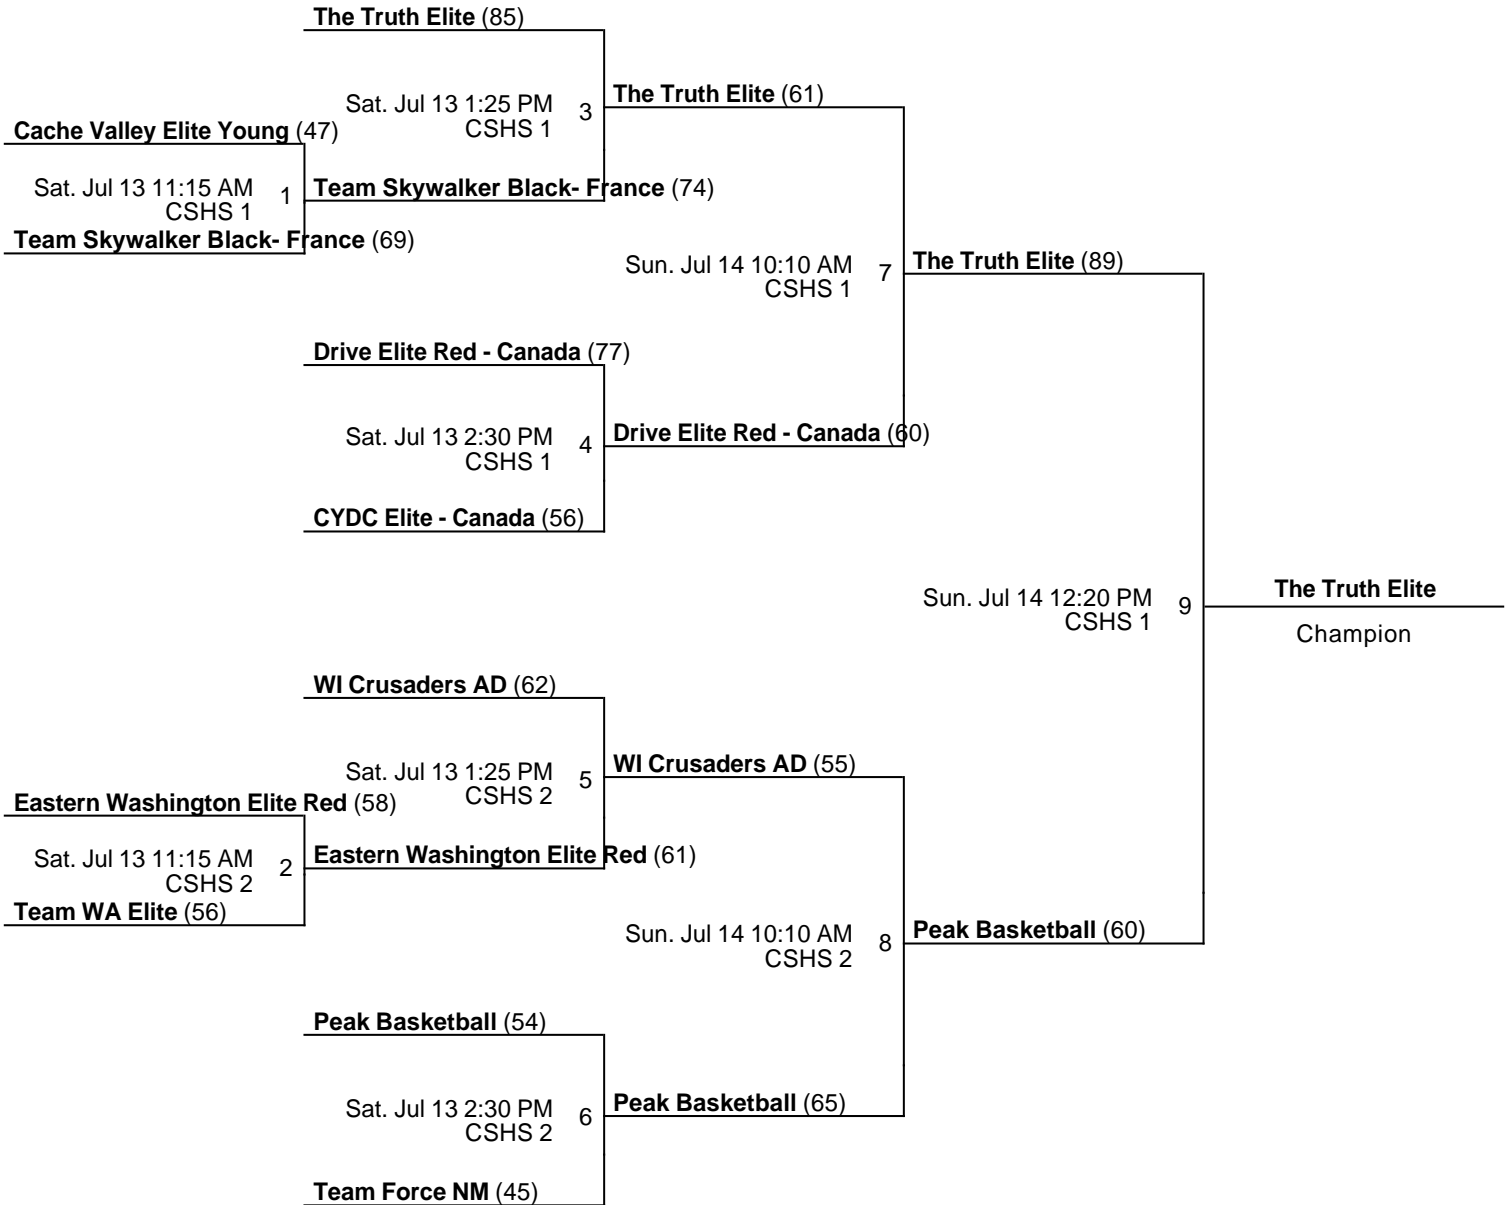 The Truth Elite (85)
Sat. Jul 13 1:25 PM
CSHS 1
3
The Truth Elite (61)
Cache Valley Elite Young (47)
Sat. Jul 13 11:15 AM
CSHS 1
1
Team Skywalker Black- France (74)
Team Skywalker Black- France (69)
Sun. Jul 14 10:10 AM
CSHS 1
7
The Truth Elite (89)
Drive Elite Red - Canada (77)
Sat. Jul 13 2:30 PM
CSHS 1
4
Drive Elite Red - Canada (60)
CYDC Elite - Canada (56)
Sun. Jul 14 12:20 PM
CSHS 1
9
The Truth Elite
Champion
WI Crusaders AD (62)
Sat. Jul 13 1:25 PM
CSHS 2
5
WI Crusaders AD (55)
Eastern Washington Elite Red (58)
Sat. Jul 13 11:15 AM
CSHS 2
2
Eastern Washington Elite Red (61)
Team WA Elite (56)
Sun. Jul 14 10:10 AM
CSHS 2
8
Peak Basketball (60)
Peak Basketball (54)
Sat. Jul 13 2:30 PM
CSHS 2
6
Peak Basketball (65)
Team Force NM (45)